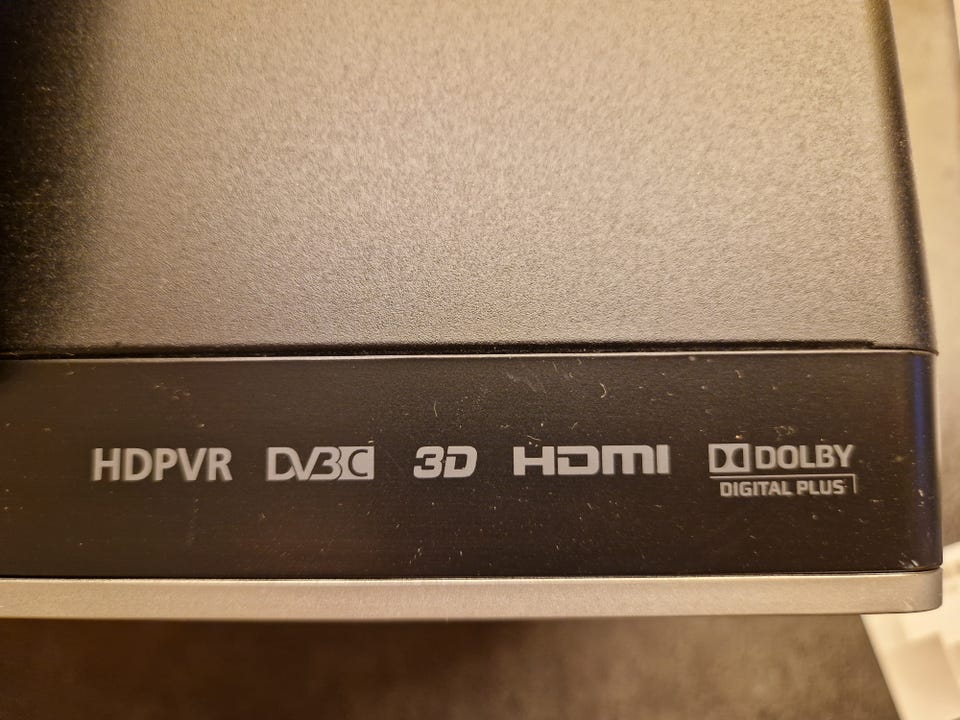 HDPVR DVB C 3D HDMI DOLBY
DIGITAL PLUS